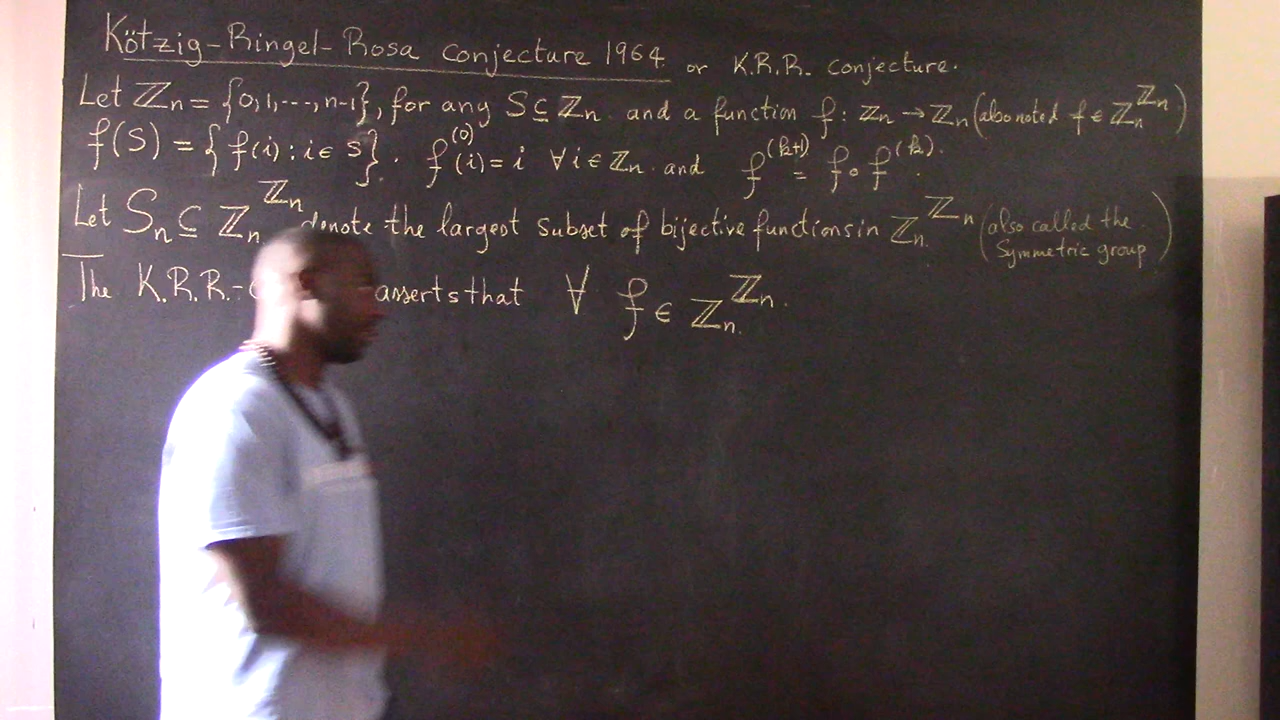 Kötzig-Ringel-Rosa conjecture 1964 or K.R.R. conjecture.
Let ℤₙ = {0,1,---,n-1}, for any S ⊆ ℤₙ and a function f: ℤₙ → ℤₙ (also noted f ∈ ℤₙ^ℤₙ)
f(S) = {f(i) : i ∈ S}. f^(0)(i) = i ∀ i ∈ ℤₙ and f^(k+1) = f ∘ f^(k).
Let Sₙ ⊆ ℤₙ^ℤₙ denote the largest subset of bijective functions in ℤₙ^ℤₙ (also called the Symmetric group)
The K.R.R.- asserts that ∀ f ∈ ℤₙ^ℤₙ.